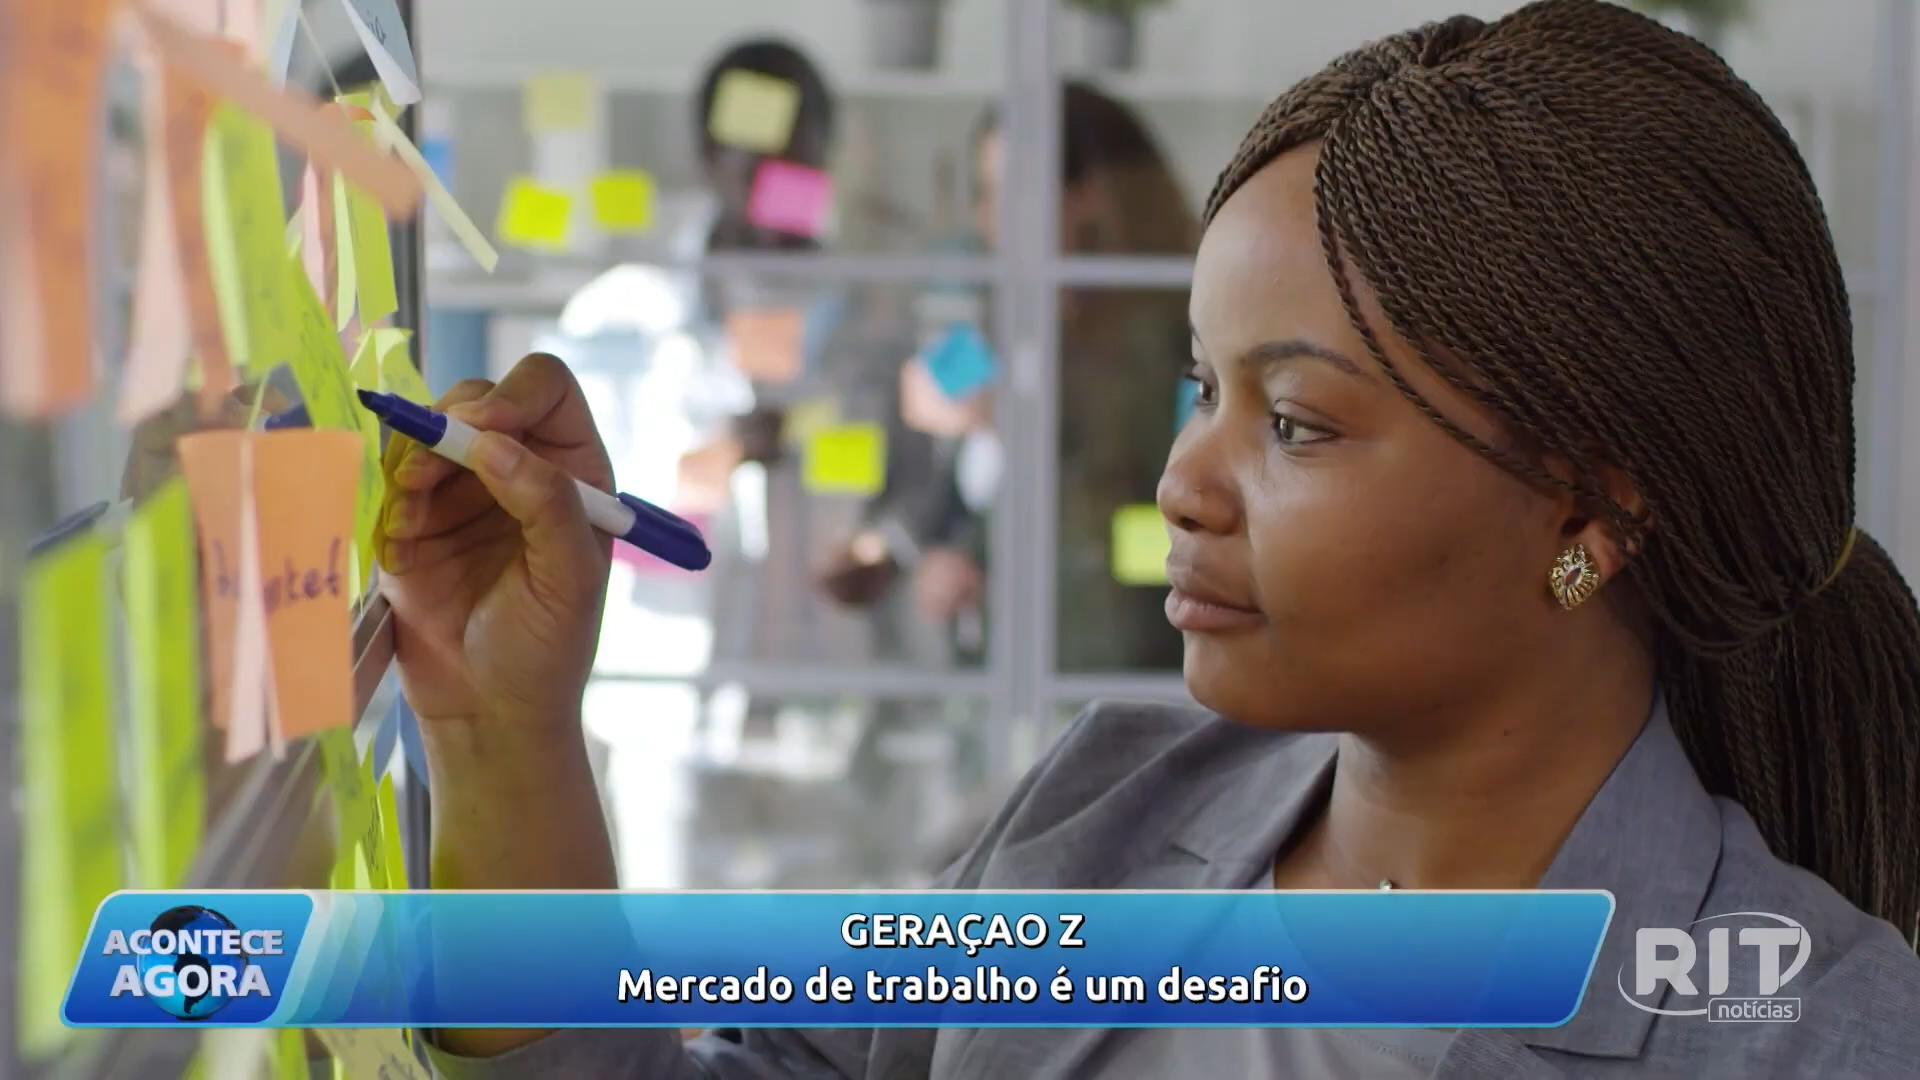 GERAÇAO Z
Mercado de trabalho é um desafio
ACONTECE
AGORA
RIT
notícias